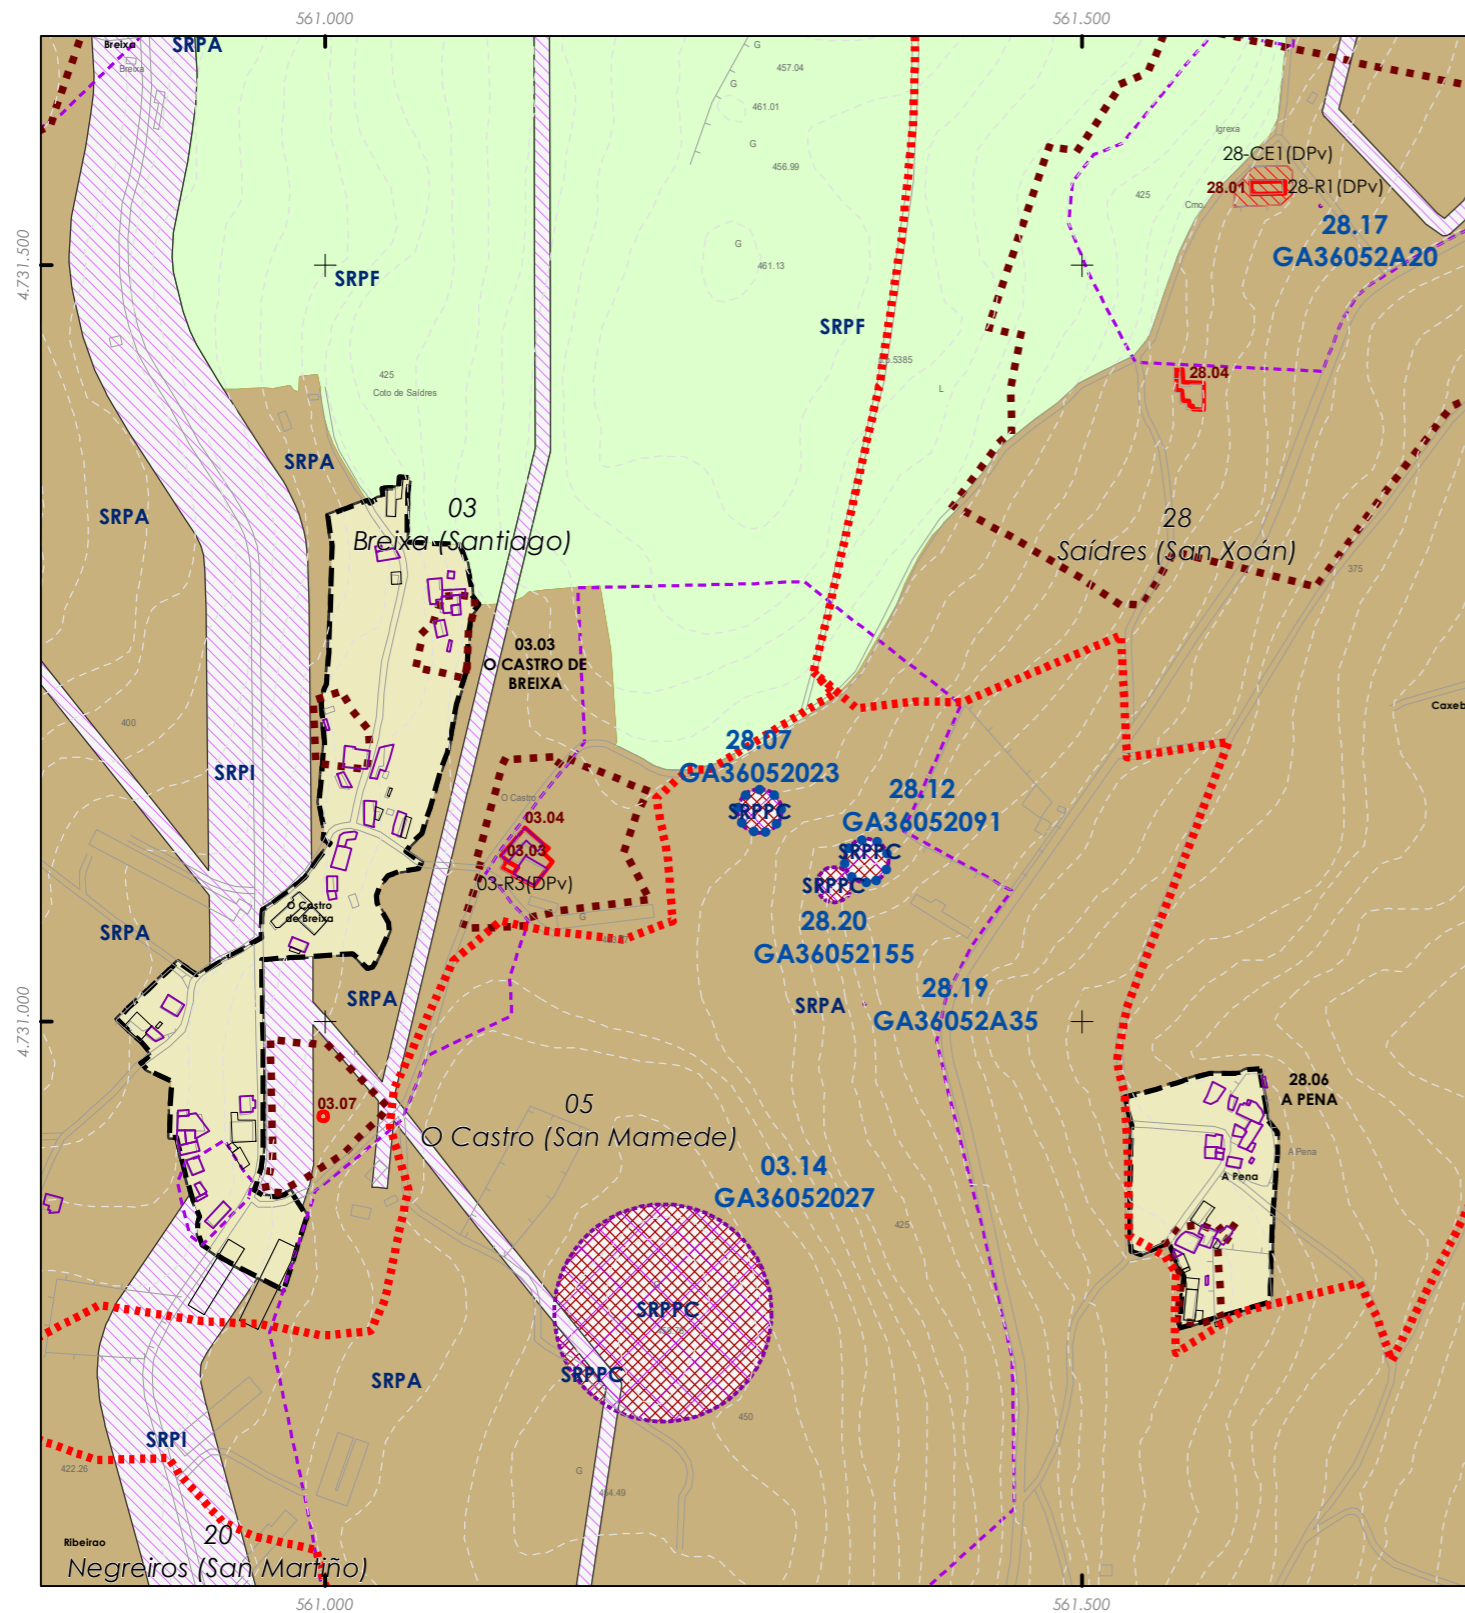 561.000
561.500
Breixa
SRPA
Breixa
G
457.04
G
461.01
G
456.99
Igrexa
28-CE1(DPv)
28.01
28-R1(DPv)
425
Cmo.
28.17
GA36052A20
G
461.13
4.731.500
SRPF
SRPF
5385
L
28.04
425
Coto de Saídres
SRPA
SRPA
03
Breixa (Santiago)
28
Saídres (San Xoán)
375
03.03
O CASTRO DE
BREIXA
400
Caxeb
SRPI
28.07
GA36052023
28.12
GA36052091
O Castro
03.04
SRPPC
03.03
SRPPC
03-R3(DPv)
SRPPC
O Castro
de Breixa
G
28.20
GA36052155
SRPA
28.19
GA36052A35
SRPA
SRPA
4.731.000
28.06
A PENA
03.07
05
O Castro (San Mamede)
A Pena
A Pena
03.14
GA36052027
425
SRPPC
SRPPC
SRPA
450
SRPI
422.26
G
454.49
Ribeirao
20
Negreiros (San Martiño)
561.000
561.500